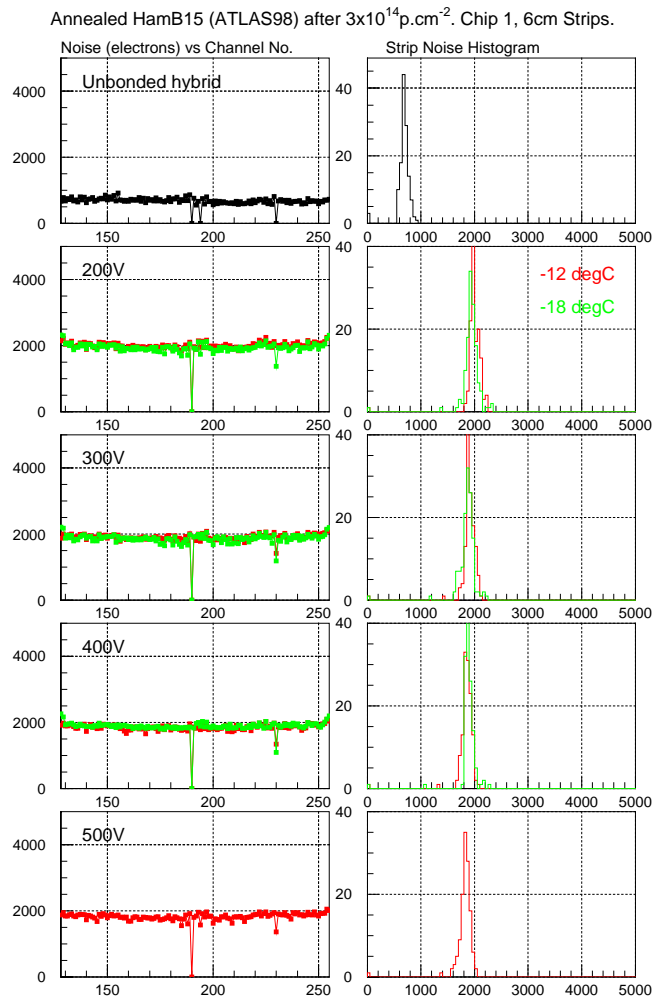 Annealed HamB15 (ATLAS98) after 3x10^14p.cm^-2. Chip 1, 6cm Strips.
Noise (electrons) vs Channel No. Strip Noise Histogram
Unbonded hybrid
4000
2000
0
150 200 250
40
20
0
0 1000 2000 3000 4000 5000
200V
4000
2000
0
150 200 250
-12 degC
-18 degC
40
20
0
0 1000 2000 3000 4000 5000
300V
4000
2000
0
150 200 250
40
20
0
0 1000 2000 3000 4000 5000
400V
4000
2000
0
150 200 250
40
20
0
0 1000 2000 3000 4000 5000
500V
4000
2000
0
150 200 250
40
20
0
0 1000 2000 3000 4000 5000